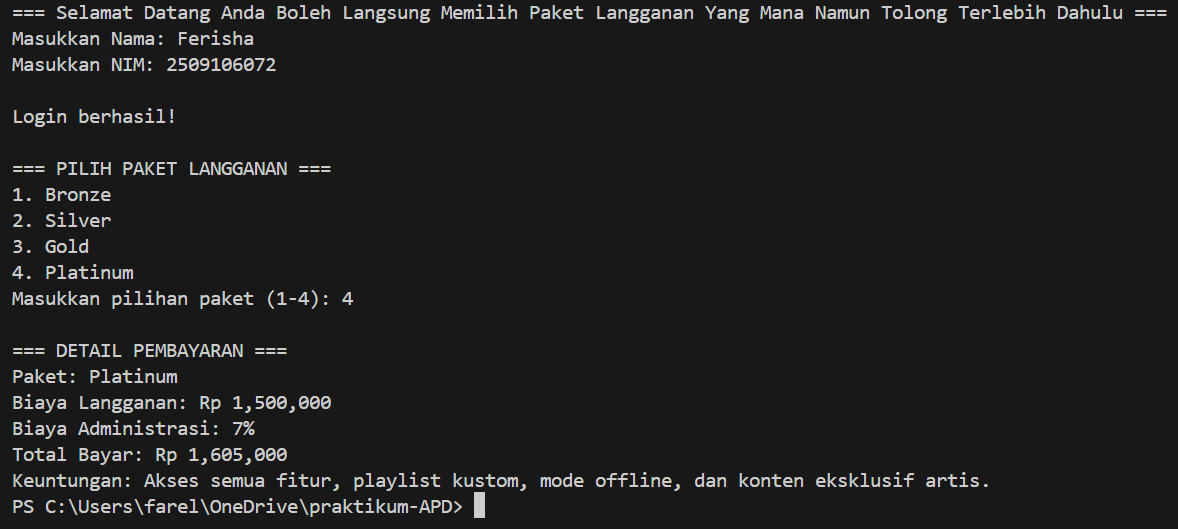 === Selamat Datang Anda Boleh Langsung Memilih Paket Langganan Yang Mana Namun Tolong Terlebih Dahulu ===
Masukkan Nama: Ferisha
Masukkan NIM: 2509106072
Login berhasil!
=== PILIH PAKET LANGGANAN ===
1. Bronze
2. Silver
3. Gold
4. Platinum
Masukkan pilihan paket (1-4): 4
=== DETAIL PEMBAYARAN ===
Paket: Platinum
Biaya Langganan: Rp 1,500,000
Biaya Administrasi: 7%
Total Bayar: Rp 1,605,000
Keuntungan: Akses semua fitur, playlist kustom, mode offline, dan konten eksklusif artis.
PS C:\Users\farel\OneDrive\praktikum-APD>